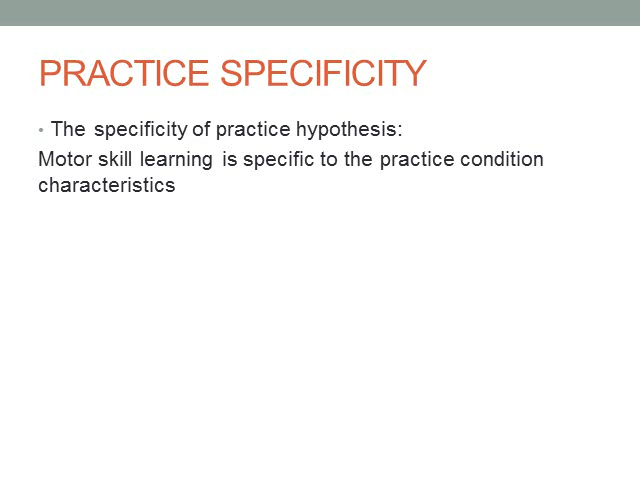 PRACTICE SPECIFICITY
• The specificity of practice hypothesis:
Motor skill learning is specific to the practice condition
characteristics